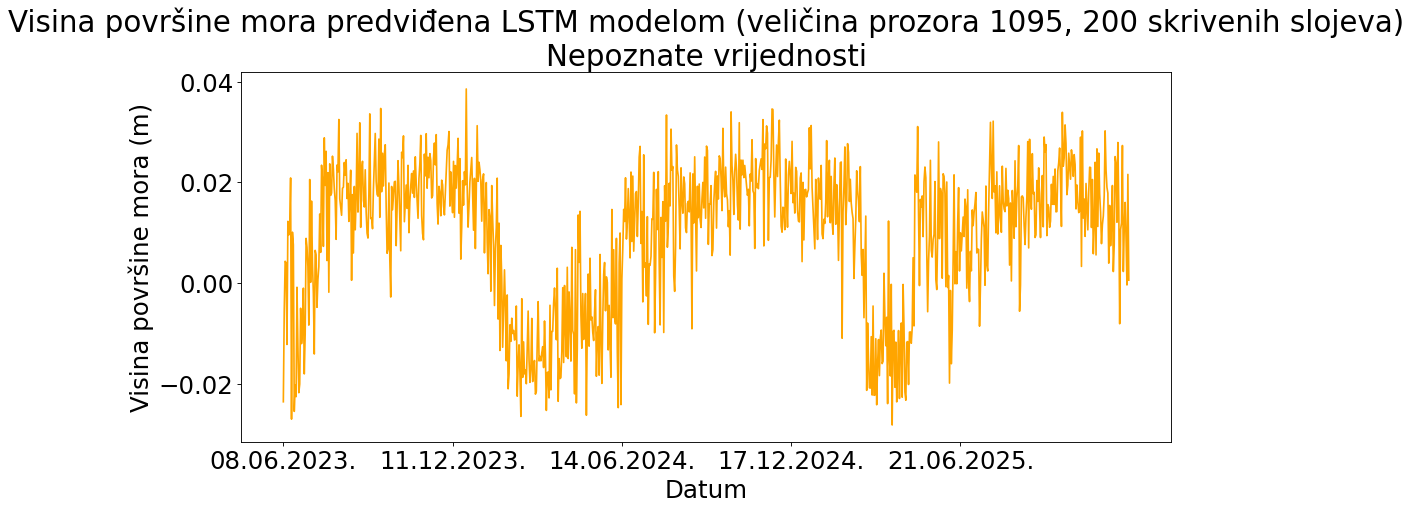 Visina površine mora predviđena LSTM modelom (veličina prozora 1095, 200 skrivenih slojeva)
Nepoznate vrijednosti
Visina površine mora (m)
0.04
0.02
0.00
−0.02
08.06.2023. 11.12.2023. 14.06.2024. 17.12.2024. 21.06.2025.
Datum